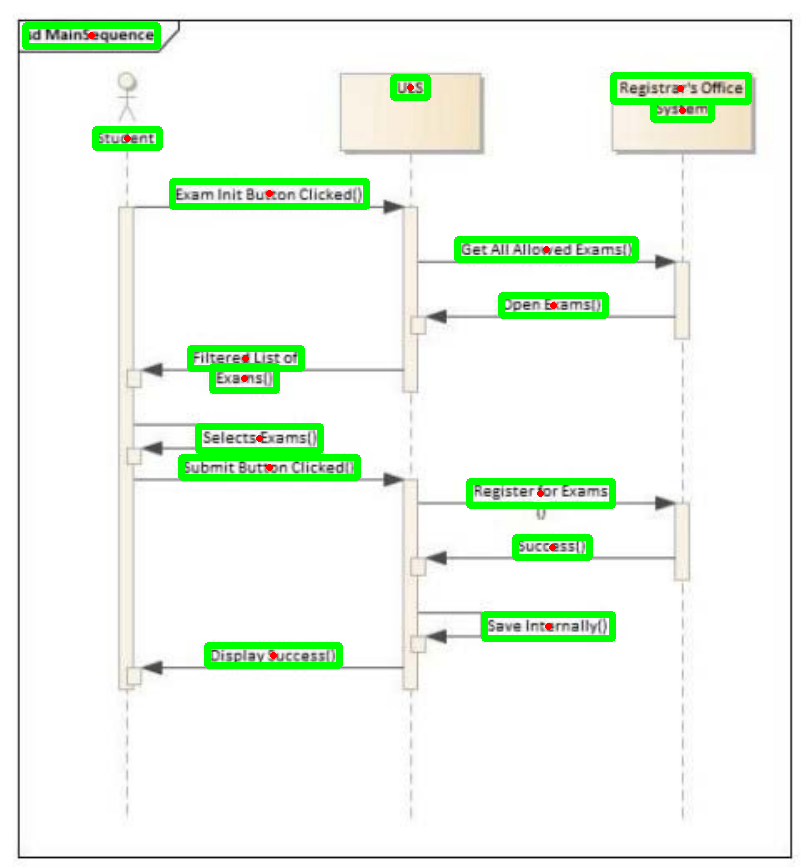 sd MainSequence
Student
Registrar's Office
System
Exam Init Button Clicked()
Get All Allowed Exams()
Open Exams()
Filtered List of
Exams()
Selects Exams()
Submit Button Clicked()
Register for Exams
()
Success()
Save Internally()
Display Success()